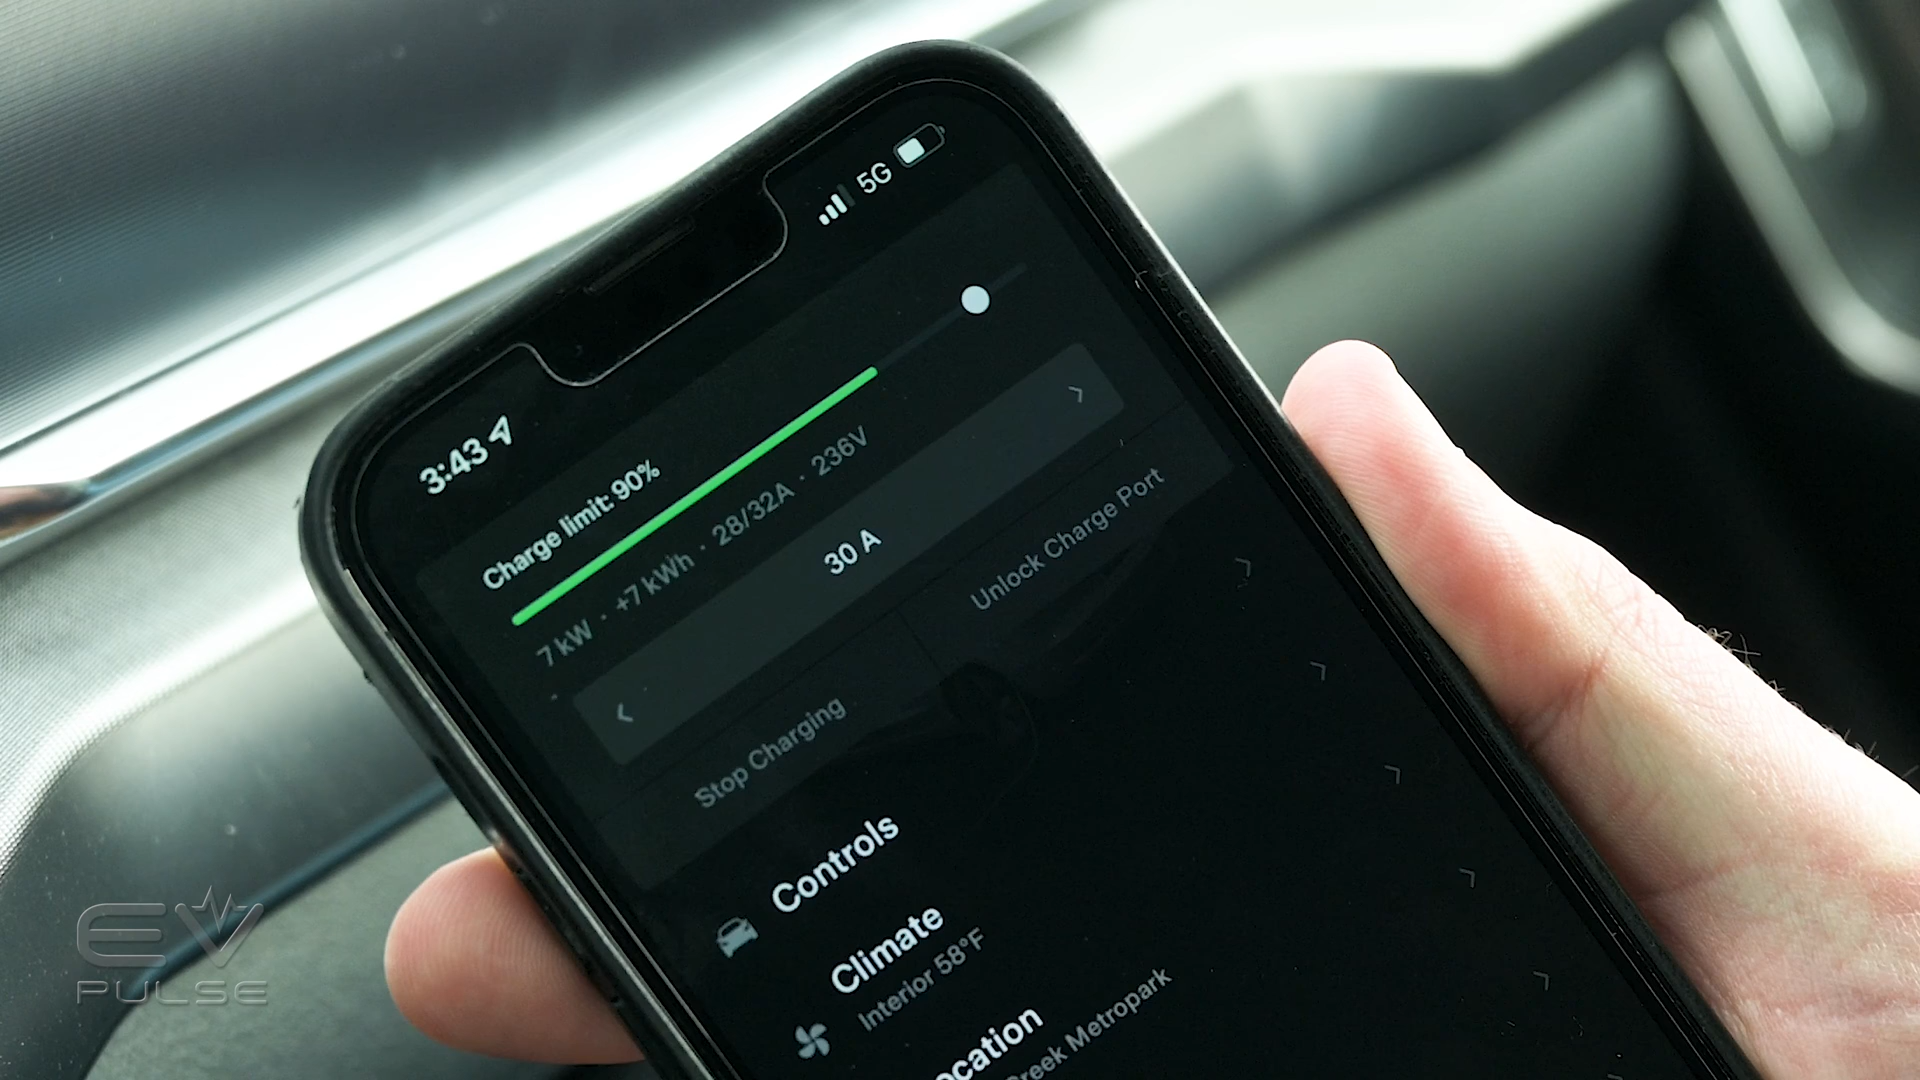 3:43
5G
Charge limit: 90%
7 kW · +7 kWh · 28/32A · 236V
30 A
Stop Charging
Unlock Charge Port
Controls
Climate
Interior 58°F
ocation
Creek Metropark
EV
PULSE